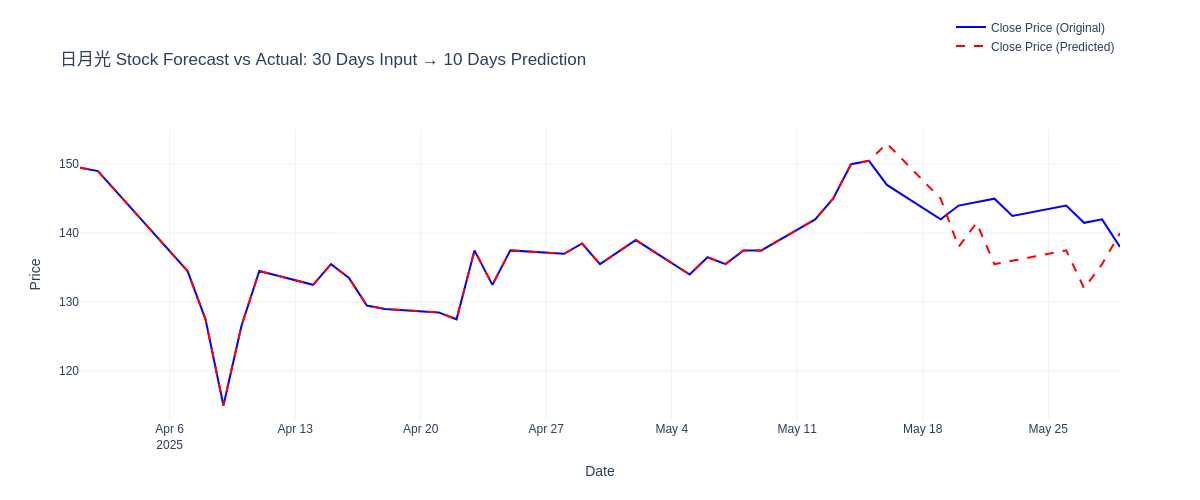 日月光 Stock Forecast vs Actual: 30 Days Input → 10 Days Prediction
Close Price (Original)
Close Price (Predicted)
Price
150
140
130
120
Apr 6
2025
Apr 13
Apr 20
Apr 27
May 4
May 11
May 18
May 25
Date